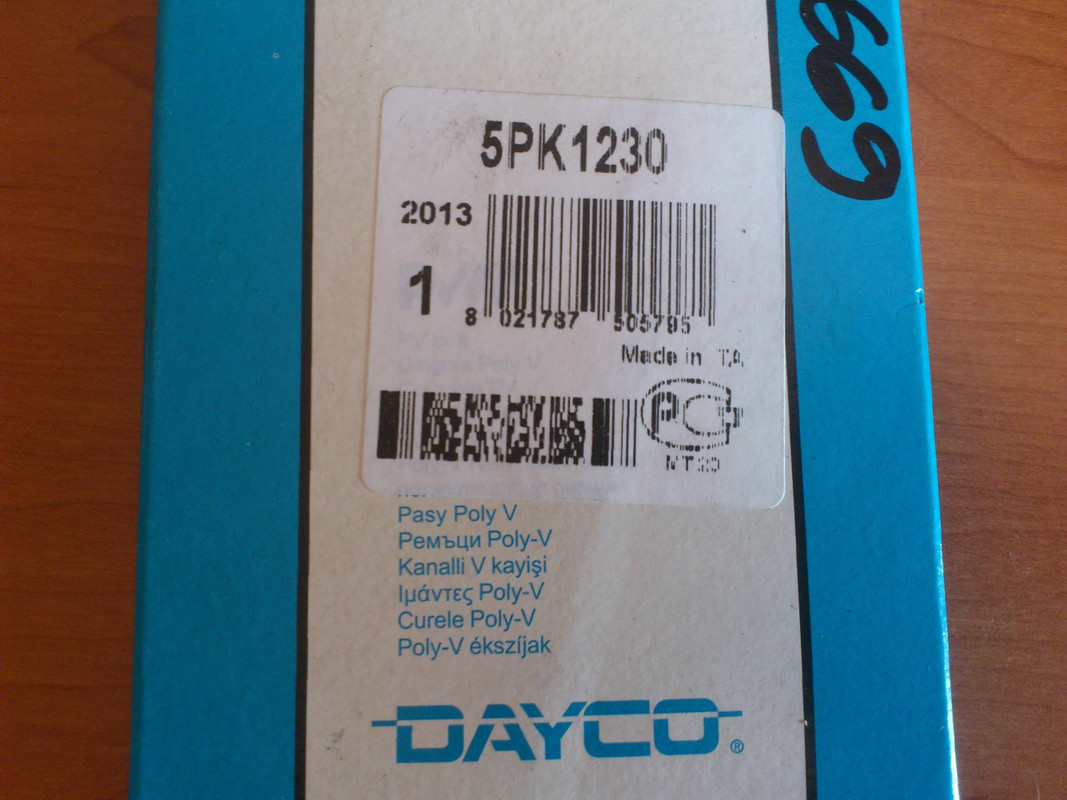 699
5PK1230
2013
1
8 021787 505795
Made in
Pasy Poly V
Ремъци Poly-V
Kanalli V kayişi
Ιμάντες Poly-V
Curele Poly-V
Poly-V ékszíjak
DAYCO®